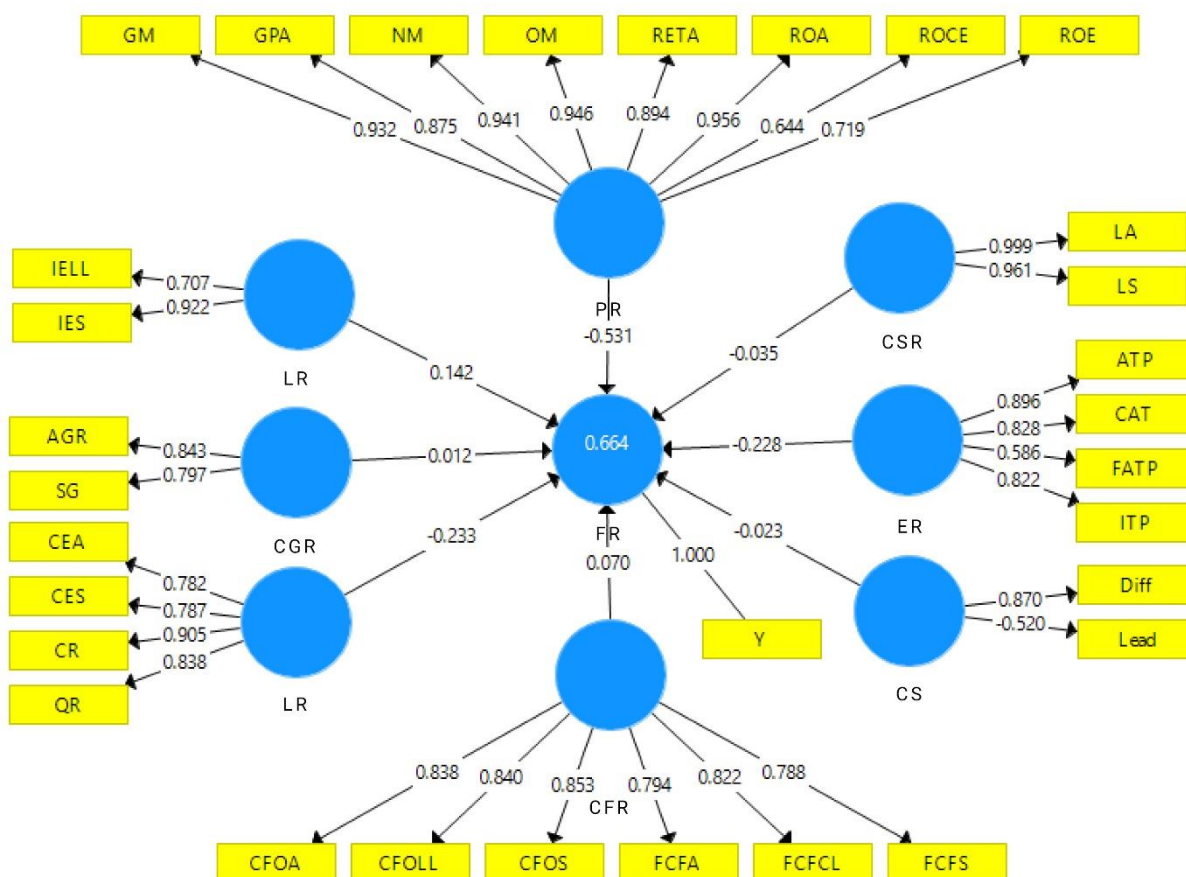 GM GPA NM OM RETA ROA ROCE ROE
0.932 0.875 0.941 0.946 0.894 0.956 0.644 0.719
PR
-0.531
IELL
IES
0.707
0.922
LR
0.142
LA
LS
0.999
0.961
CSR
-0.035
AGR
SG
0.843
0.797
CGR
0.012
0.664
FR
ATP
CAT
FATP
ITP
0.896
0.828
0.586
0.822
ER
-0.228
CEA
CES
CR
QR
0.782
0.787
0.905
0.838
LR
-0.233
0.070
1.000
Y
Diff
Lead
0.870
-0.520
CS
-0.023
CFR
0.838 0.840 0.853 0.794 0.822 0.788
CFOA CFOLL CFOS FCFA FCFCL FCFS